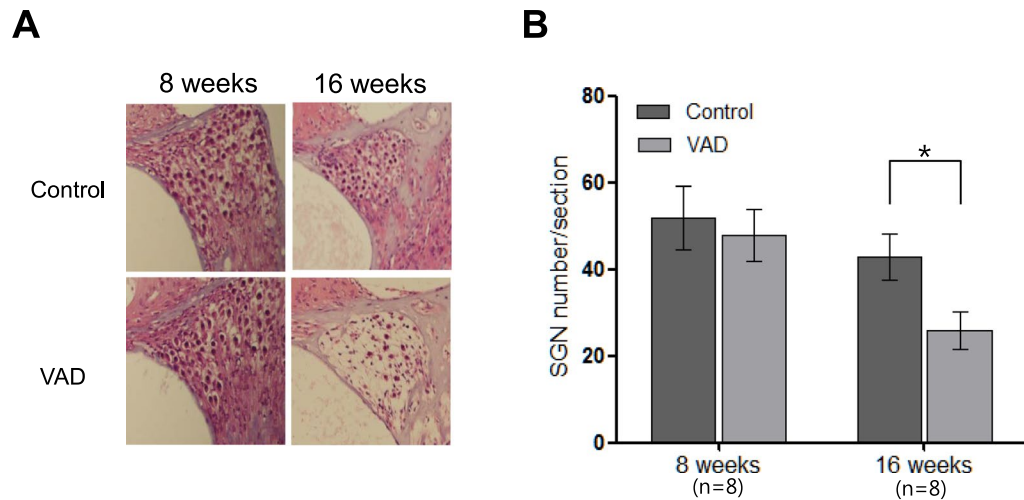 A
8 weeks 16 weeks
Control
VAD
B
SGN number/section
80
60
40
20
0
Control
VAD
*
8 weeks
(n=8)
16 weeks
(n=8)